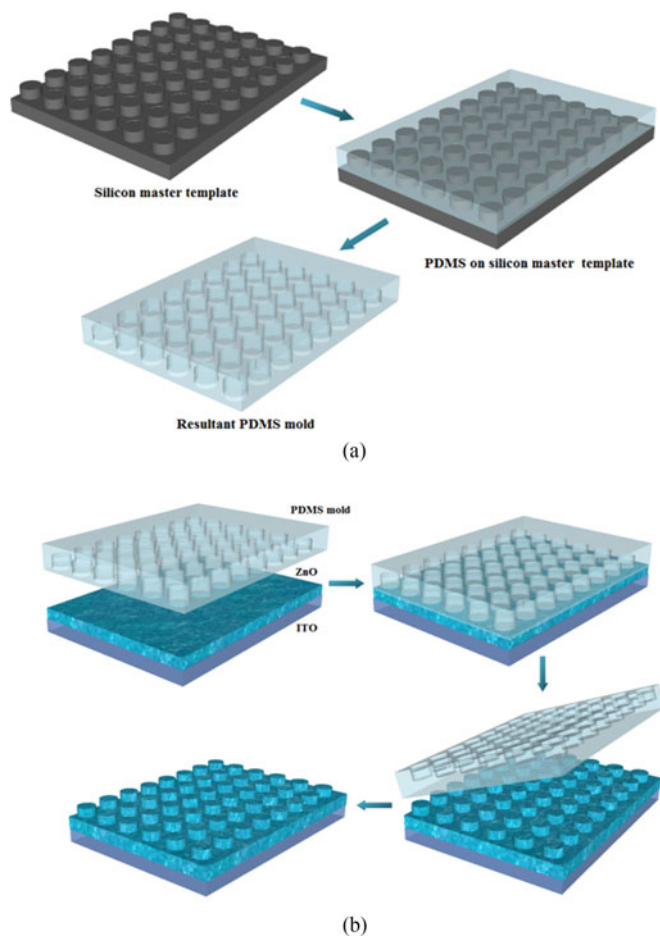 Silicon master template
PDMS on silicon master template
Resultant PDMS mold
(a)
PDMS mold
ZnO
ITO
(b)